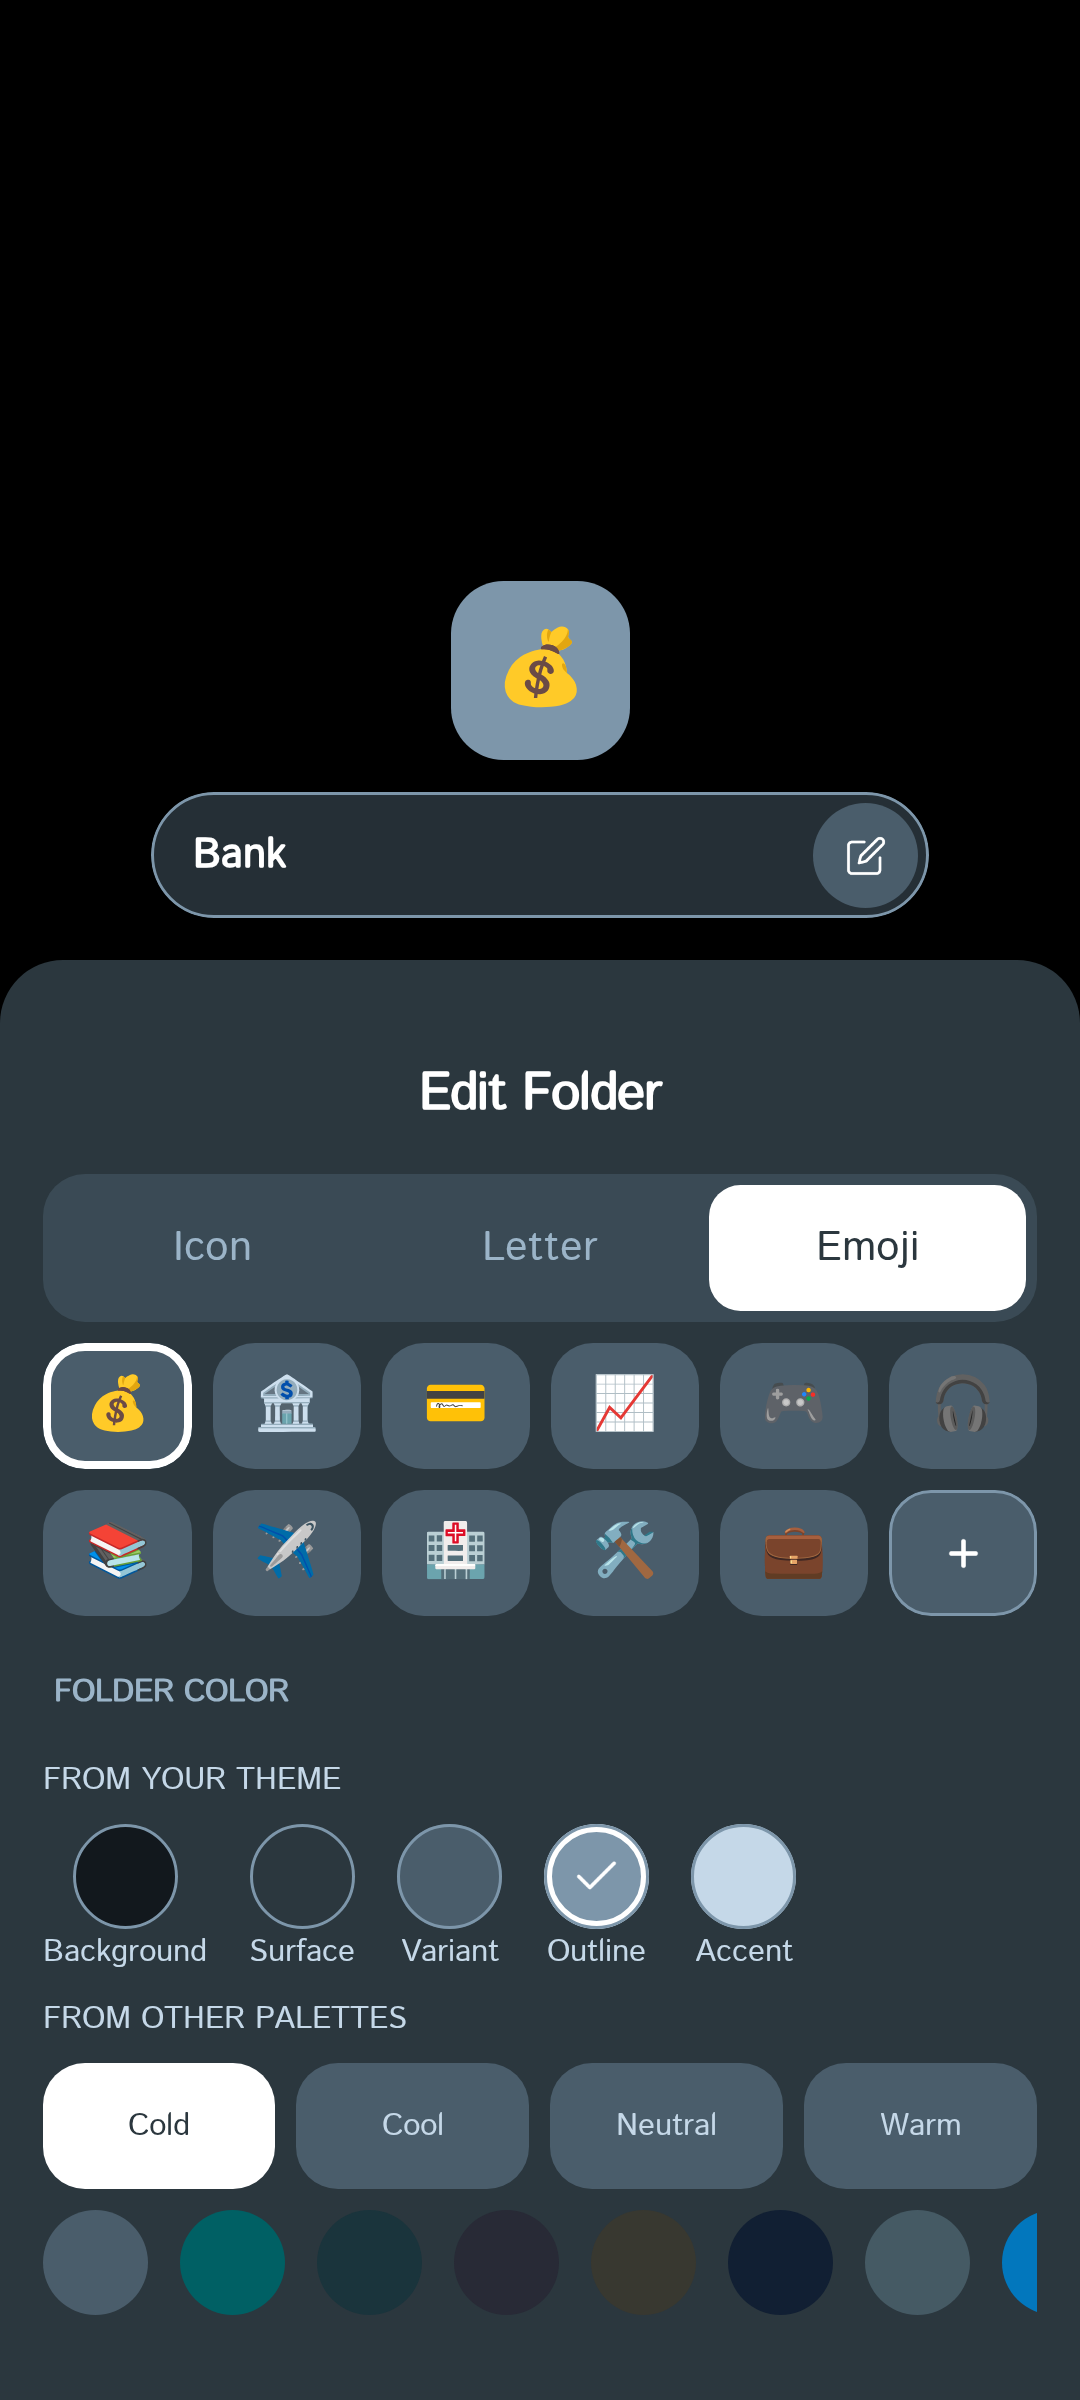 Bank
Edit Folder
Icon Letter Emoji
FOLDER COLOR
FROM YOUR THEME
Background Surface Variant Outline Accent
FROM OTHER PALETTES
Cold Cool Neutral Warm